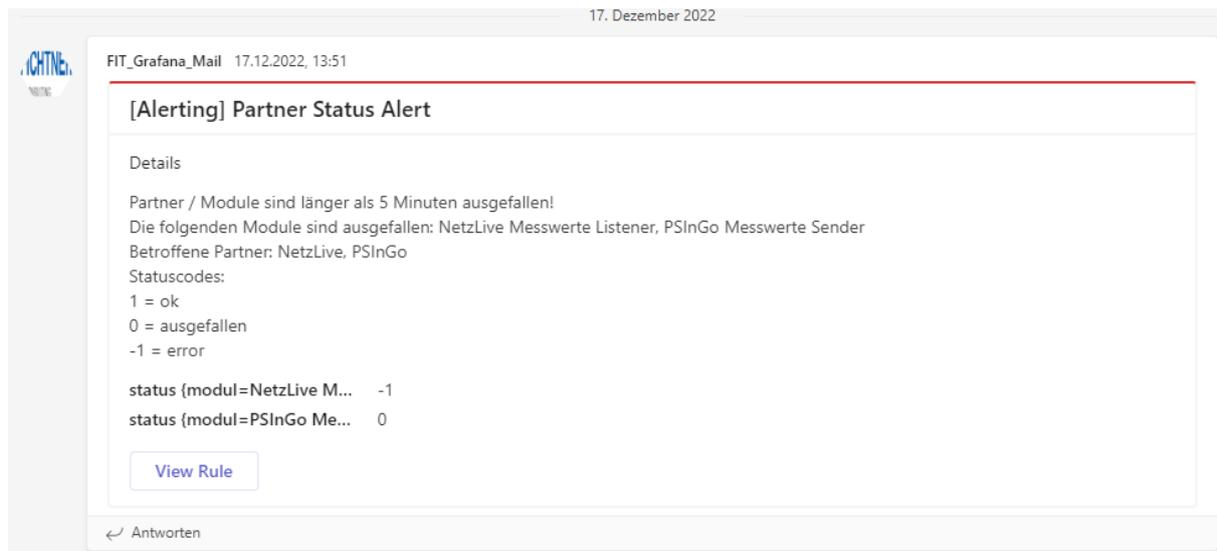 17. Dezember 2022
FIT_Grafana_Mail 17.12.2022, 13:51
[Alerting] Partner Status Alert
Details
Partner / Module sind länger als 5 Minuten ausgefallen!
Die folgenden Module sind ausgefallen: NetzLive Messwerte Listener, PSInGo Messwerte Sender
Betroffene Partner: NetzLive, PSInGo
Statuscodes:
1 = ok
0 = ausgefallen
-1 = error
status {modul=NetzLive M... -1
status {modul=PSInGo Me... 0
View Rule
Antworten